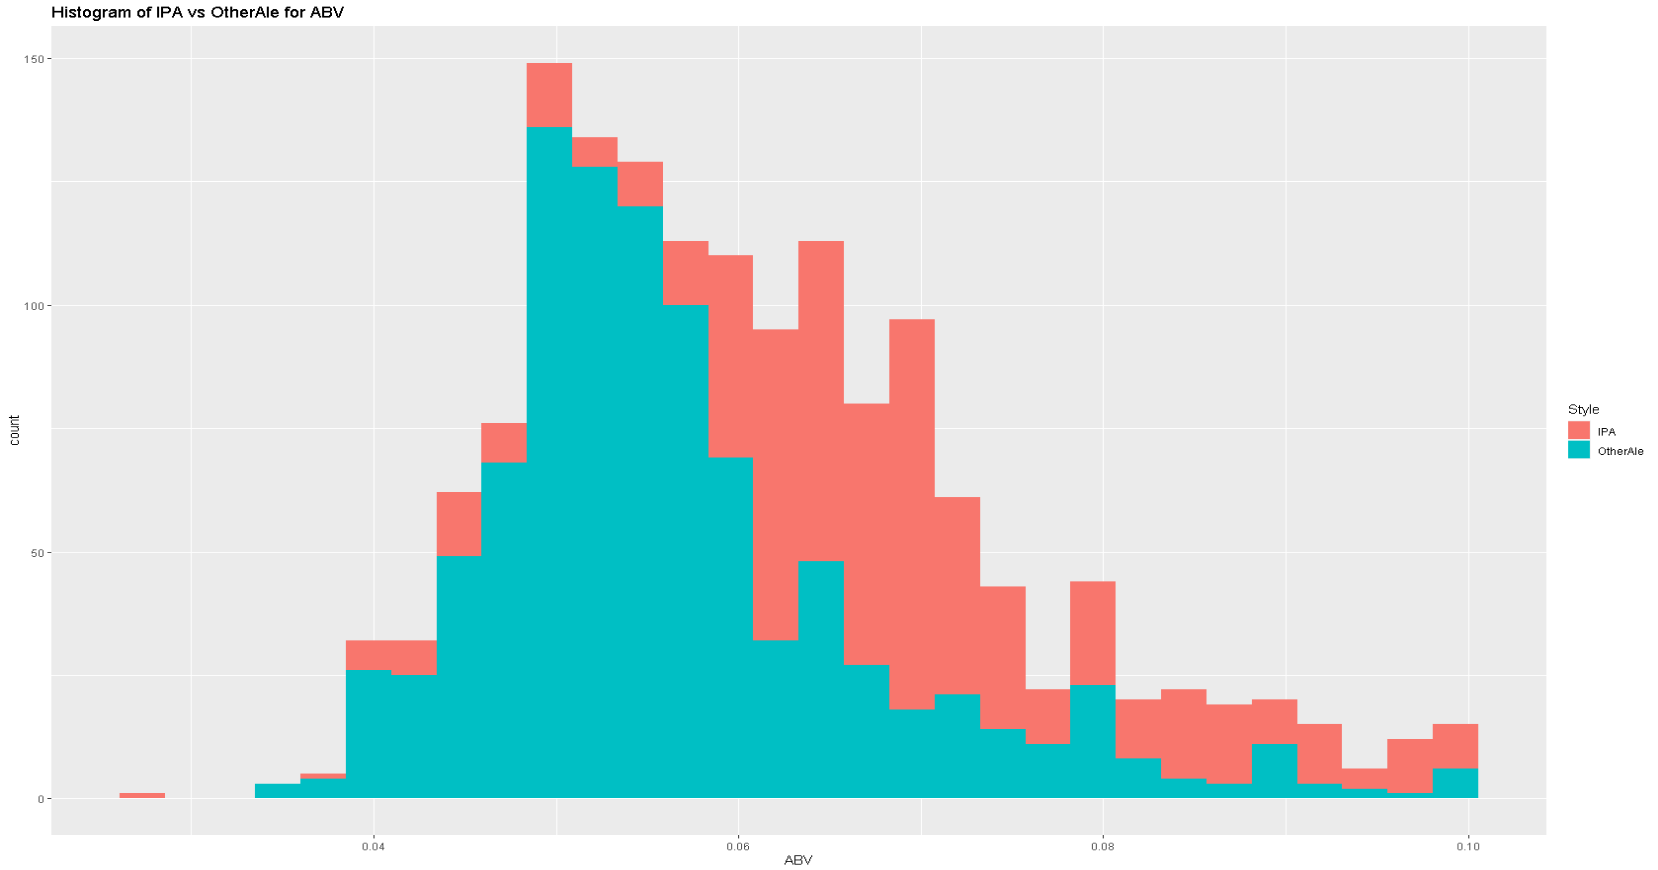 Histogram of IPA vs OtherAle for ABV
150
100
50
0
count
0.04
0.06
0.08
0.10
ABV
Style
IPA
OtherAle